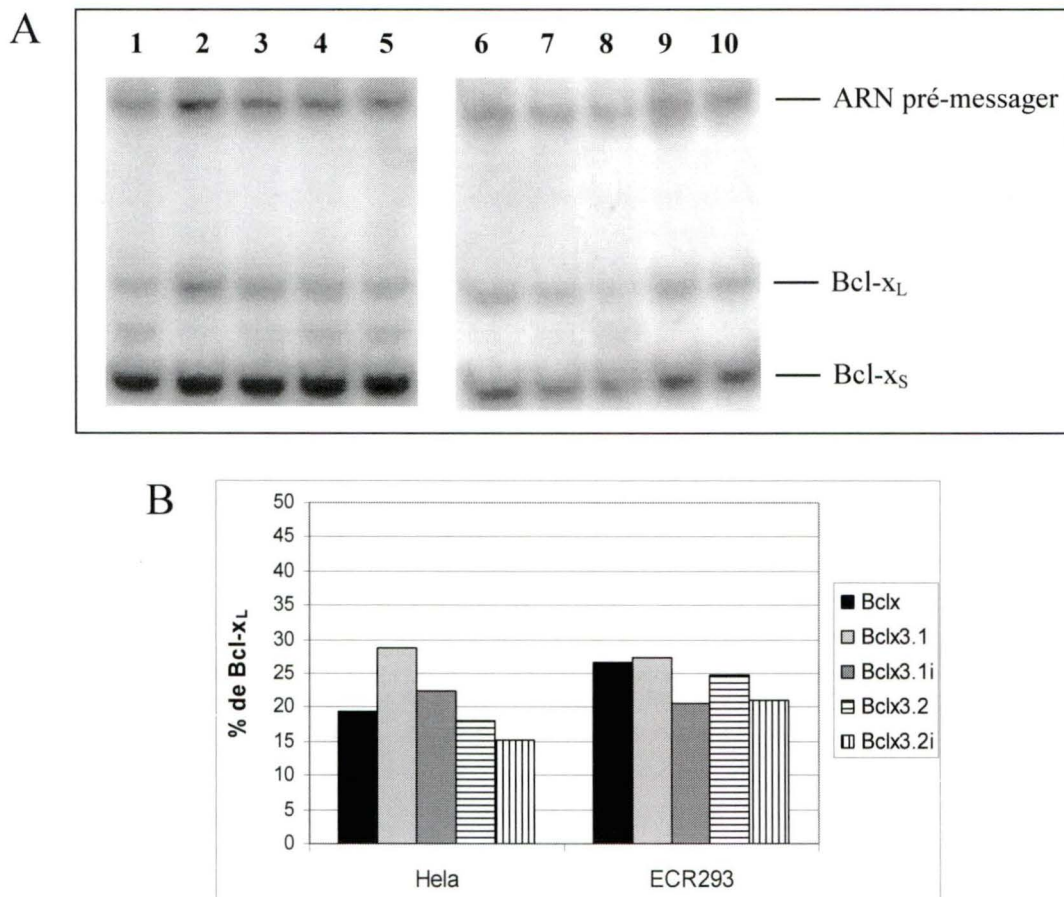 A
1 2 3 4 5 6 7 8 9 10
ARN pré-messager
Bcl-xL
Bcl-xS
B
50
45
40
35
30
25
20
15
10
5
0
% de Bcl-xL
Hela ECR293
Bclx
Bclx3.1
Bclx3.1i
Bclx3.2
Bclx3.2i